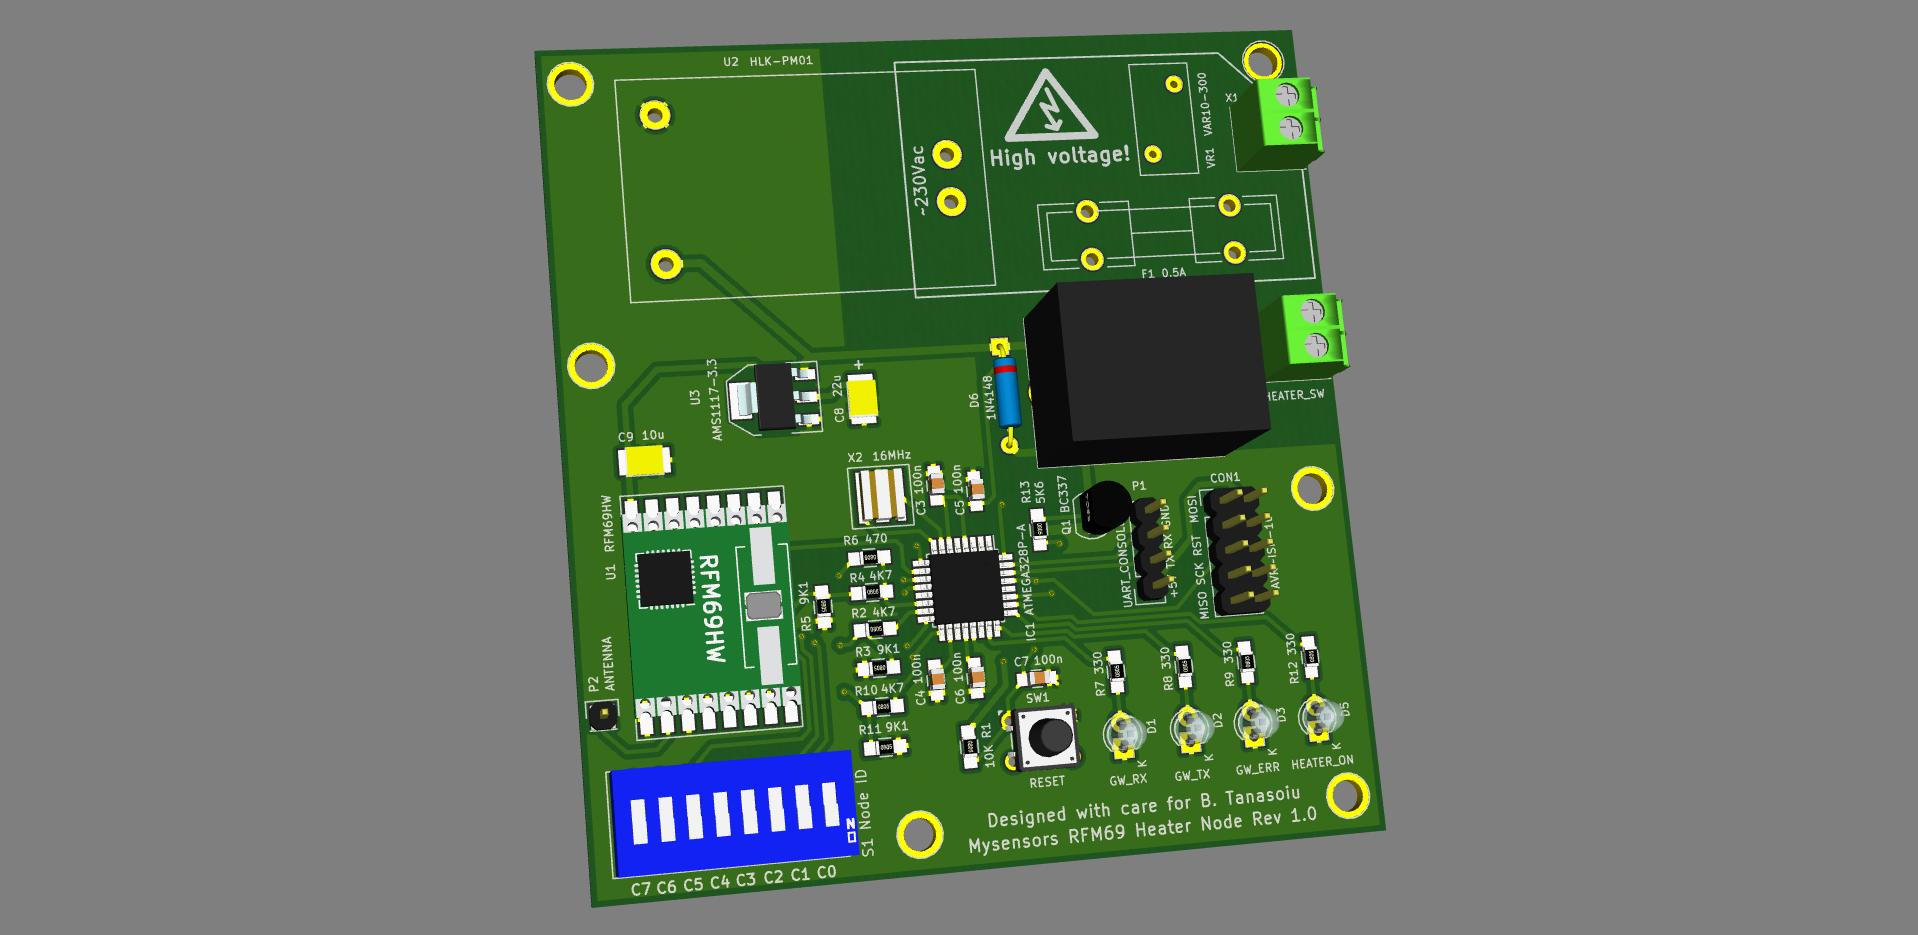 U2 HLK-PM01
High voltage!
~230Vac
VR1 VAR10-300
X1
F1 0.5A
HEATER_SW
U3
AMS1117-3.3
C8 22u
+
D6
1N4148
C9 10u
X2 16MHz
C3 100n
C5 100n
R13
5K6
Q1 BC337
P1
UART_CONSOLE
GND
RX
TX
CON1
MOSI
RST
SCK
MISO
U1 RFM69HW
RFM69HW
R6 470
R4 4K7
R5 9K1
R2 4K7
R3 9K1
R10 4K7
R11 9K1
IC1 ATMEGA328P-A
C4 100n
C6 100n
C7 100n
SW1
R1
10K
RESET
R7 330
R8 330
R9 330
R12 330
D1
D2
D3
D5
K
K
K
K
GW_RX
GW_TX
GW_ERR
HEATER_ON
P2
ANTENNA
S1 Node ID
C7 C6 C5 C4 C3 C2 C1 C0
Designed with care for B. Tanasoiu
Mysensors RFM69 Heater Node Rev 1.0